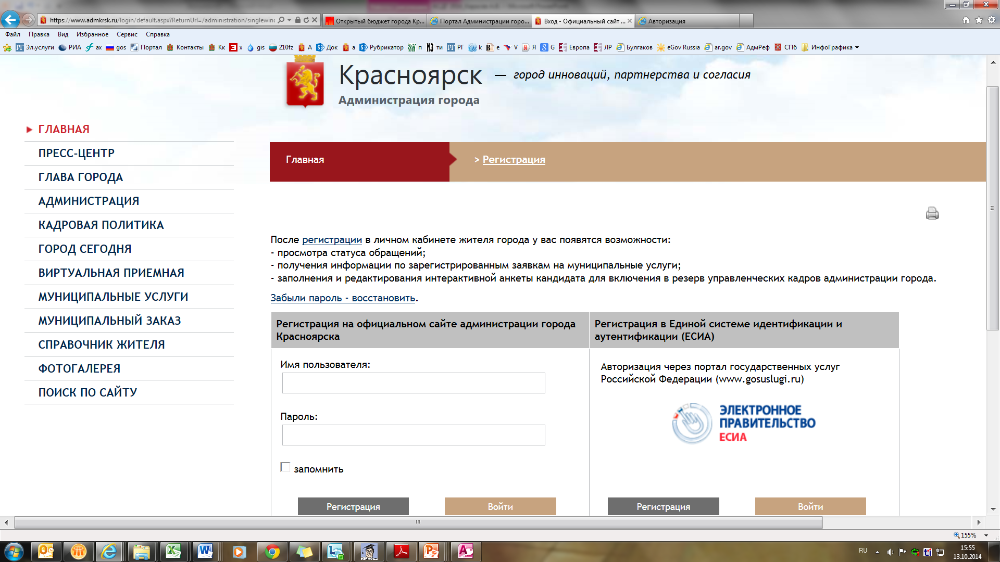 https://www.admkrsk.ru/login/default.aspx?ReturnUrl=/administration/singlewin
Открытый бюджет города Кр...
Портал Администрации горо...
Вход - Официальный сайт ...
Авторизация
Файл Правка Вид Избранное Сервис Справка
Эл.услуги РИА ах gos Портал Контакты Кк х gis 210fz А Док а Рубрикатор п ти РГ k е V Я G Европа ЛР Булгаков eGov Russia ar.gov АдмРеф СПб ИнфоГрафика
Красноярск — город инноваций, партнерства и согласия
Администрация города
ГЛАВНАЯ
ПРЕСС-ЦЕНТР
ГЛАВА ГОРОДА
АДМИНИСТРАЦИЯ
КАДРОВАЯ ПОЛИТИКА
ГОРОД СЕГОДНЯ
ВИРТУАЛЬНАЯ ПРИЕМНАЯ
МУНИЦИПАЛЬНЫЕ УСЛУГИ
МУНИЦИПАЛЬНЫЙ ЗАКАЗ
СПРАВОЧНИК ЖИТЕЛЯ
ФОТОГАЛЕРЕЯ
ПОИСК ПО САЙТУ
Главная > Регистрация
После регистрации в личном кабинете жителя города у вас появятся возможности:
- просмотра статуса обращений;
- получения информации по зарегистрированным заявкам на муниципальные услуги;
- заполнения и редактирования интерактивной анкеты кандидата для включения в резерв управленческих кадров администрации города.
Забыли пароль - восстановить.
Регистрация на официальном сайте администрации города
Красноярска
Имя пользователя:
Пароль:
запомнить
Регистрация Войти
Регистрация в Единой системе идентификации и
аутентификации (ЕСИА)
Авторизация через портал государственных услуг
Российской Федерации (www.gosuslugi.ru)
ЭЛЕКТРОННОЕ
ПРАВИТЕЛЬСТВО
ЕСИА
Регистрация Войти
155%
RU
15:55
13.10.2014